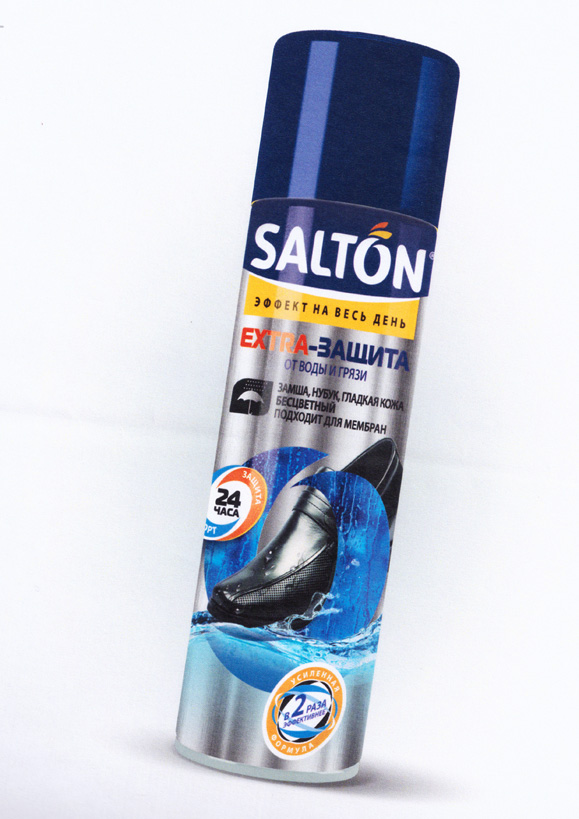 SALTON®
ЭФФЕКТ НА ВЕСЬ ДЕНЬ
EXTRA-ЗАЩИТА
ОТ ВОДЫ И ГРЯЗИ
ЗАМША, НУБУК, ГЛАДКАЯ КОЖА
БЕСЦВЕТНЫЙ
ПОДХОДИТ ДЛЯ МЕМБРАН
ЗАЩИТА
24
ЧАСА
ОРТ
УСИЛЕННАЯ
В 2 РАЗА
ЭФФЕКТИВНЕЕ
ФОРМУЛА